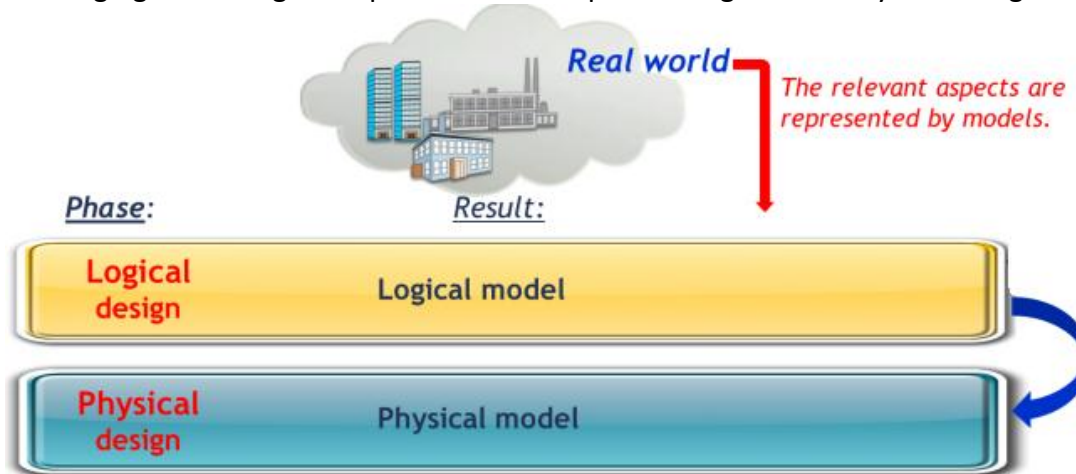 Real world
The relevant aspects are
represented by models.
Phase:
Result:
Logical
design
Logical model
Physical
design
Physical model